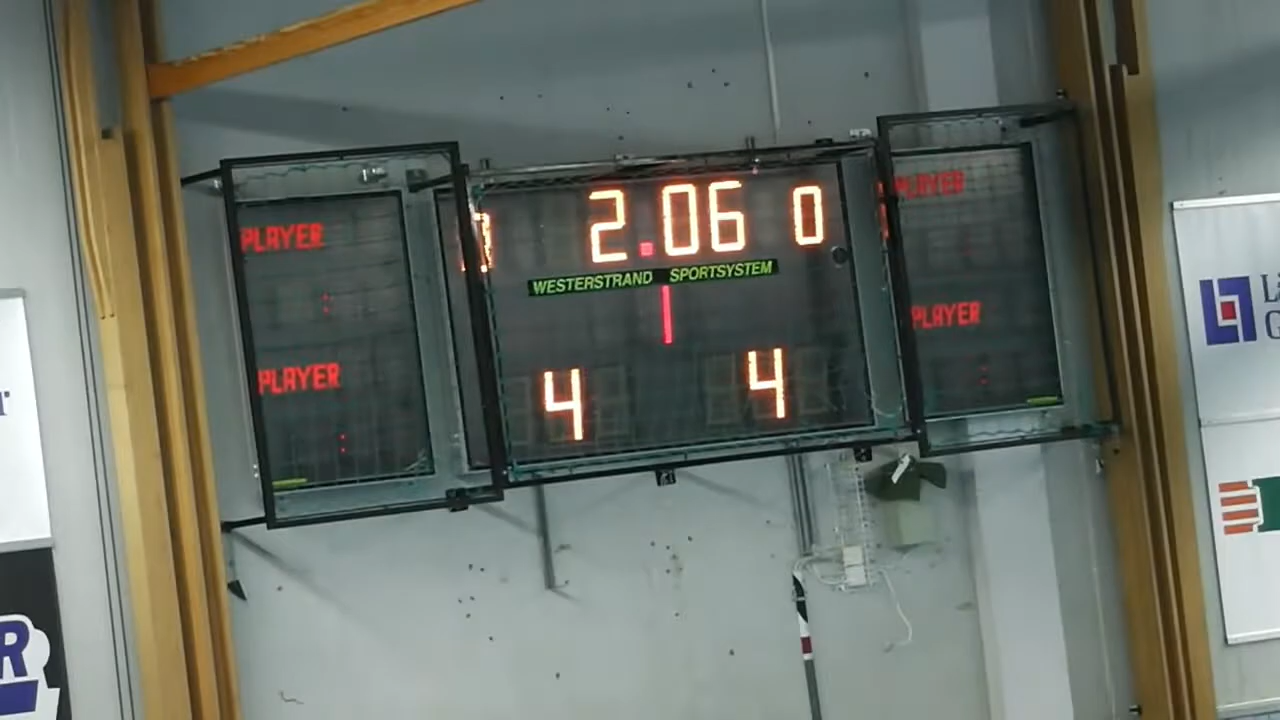 PLAYER
PLAYER
2.06 0
WESTERSTRAND SPORTSYSTEM
1
4 4
PLAYER
PLAYER
R